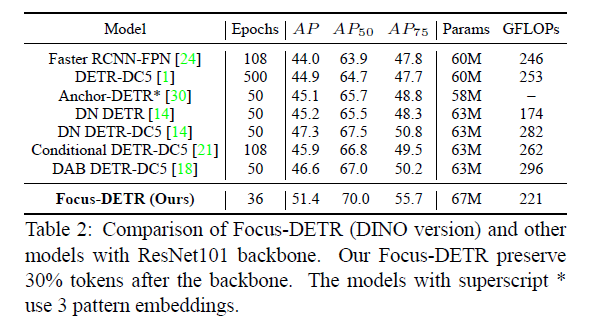 Model Epochs AP AP50 AP75 Params GFLOPs
Faster RCNN-FPN [24] 108 44.0 63.9 47.8 60M 246
DETR-DC5 [1] 500 44.9 64.7 47.7 60M 253
Anchor-DETR* [30] 50 45.1 65.7 48.8 58M –
DN DETR [14] 50 45.2 65.5 48.3 63M 174
DN DETR-DC5 [14] 50 47.3 67.5 50.8 63M 282
Conditional DETR-DC5 [21] 108 45.9 66.8 49.5 63M 262
DAB DETR-DC5 [18] 50 46.6 67.0 50.2 63M 296
Focus-DETR (Ours) 36 51.4 70.0 55.7 67M 221
Table 2: Comparison of Focus-DETR (DINO version) and other
models with ResNet101 backbone. Our Focus-DETR preserve
30% tokens after the backbone. The models with superscript *
use 3 pattern embeddings.